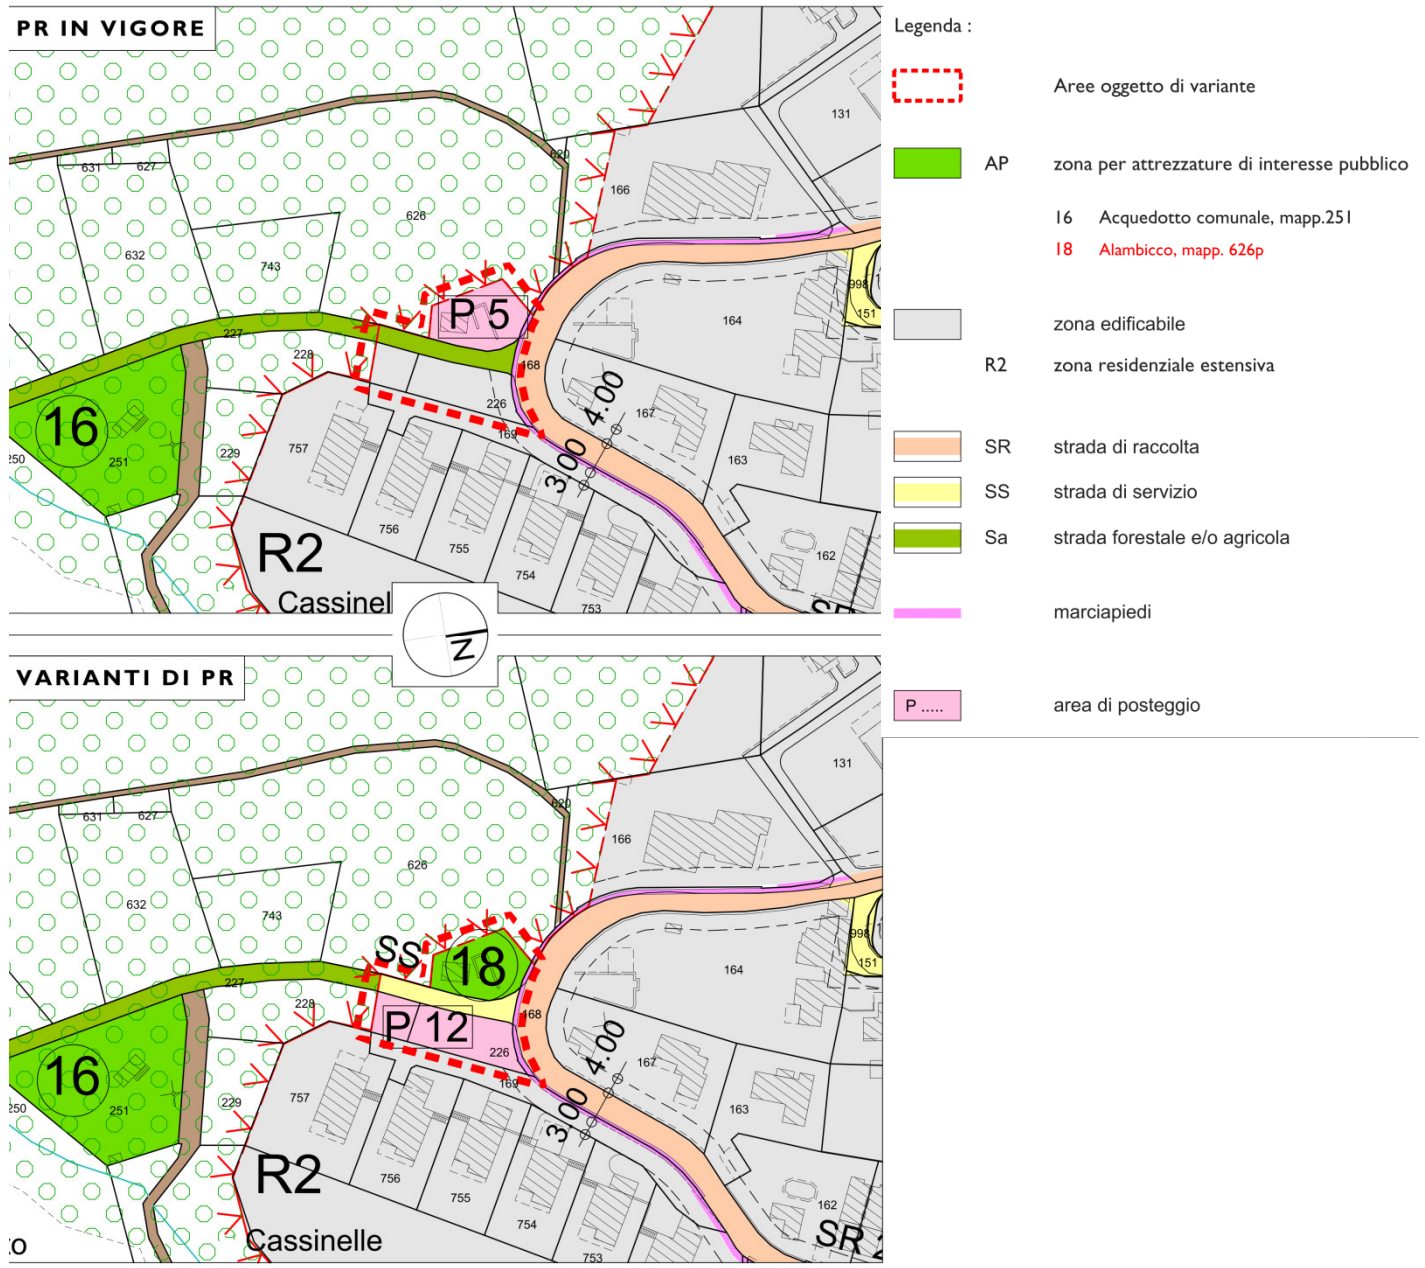 PR IN VIGORE
131
620
631
627
166
626
632
743
998
151
P 5
164
227
228
168
4.00
226
167
16
757
169
3.00
163
250
251
229
756
R2
755
162
754
Cassinel
753
N
VARIANTI DI PR
131
620
631
627
166
626
632
743
998
151
SS
18
164
227
228
168
P 12
4.00
226
167
16
757
169
3.00
163
250
251
229
756
R2
755
162
754
SR
Cassinelle
753
Legenda :
Aree oggetto di variante
AP zona per attrezzature di interesse pubblico
16 Acquedotto comunale, mapp.251
18 Alambicco, mapp. 626p
zona edificabile
R2 zona residenziale estensiva
SR strada di raccolta
SS strada di servizio
Sa strada forestale e/o agricola
marciapiedi
P ..... area di posteggio